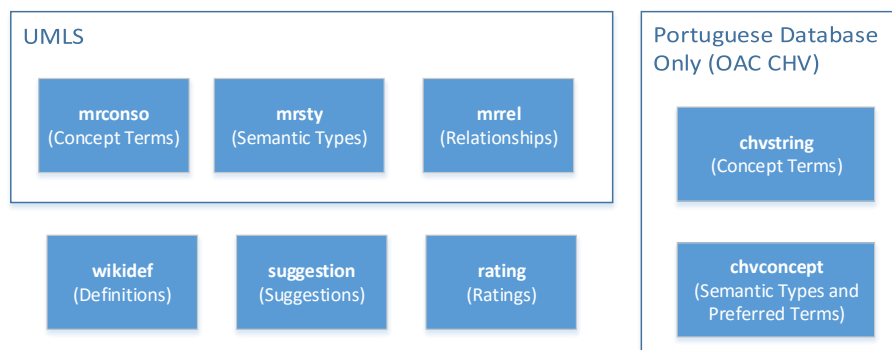 UMLS
mrconso
(Concept Terms)
mrsty
(Semantic Types)
mrrel
(Relationships)
wikidef
(Definitions)
suggestion
(Suggestions)
rating
(Ratings)
Portuguese Database
Only (OAC CHV)
chvstring
(Concept Terms)
chvconcept
(Semantic Types and
Preferred Terms)